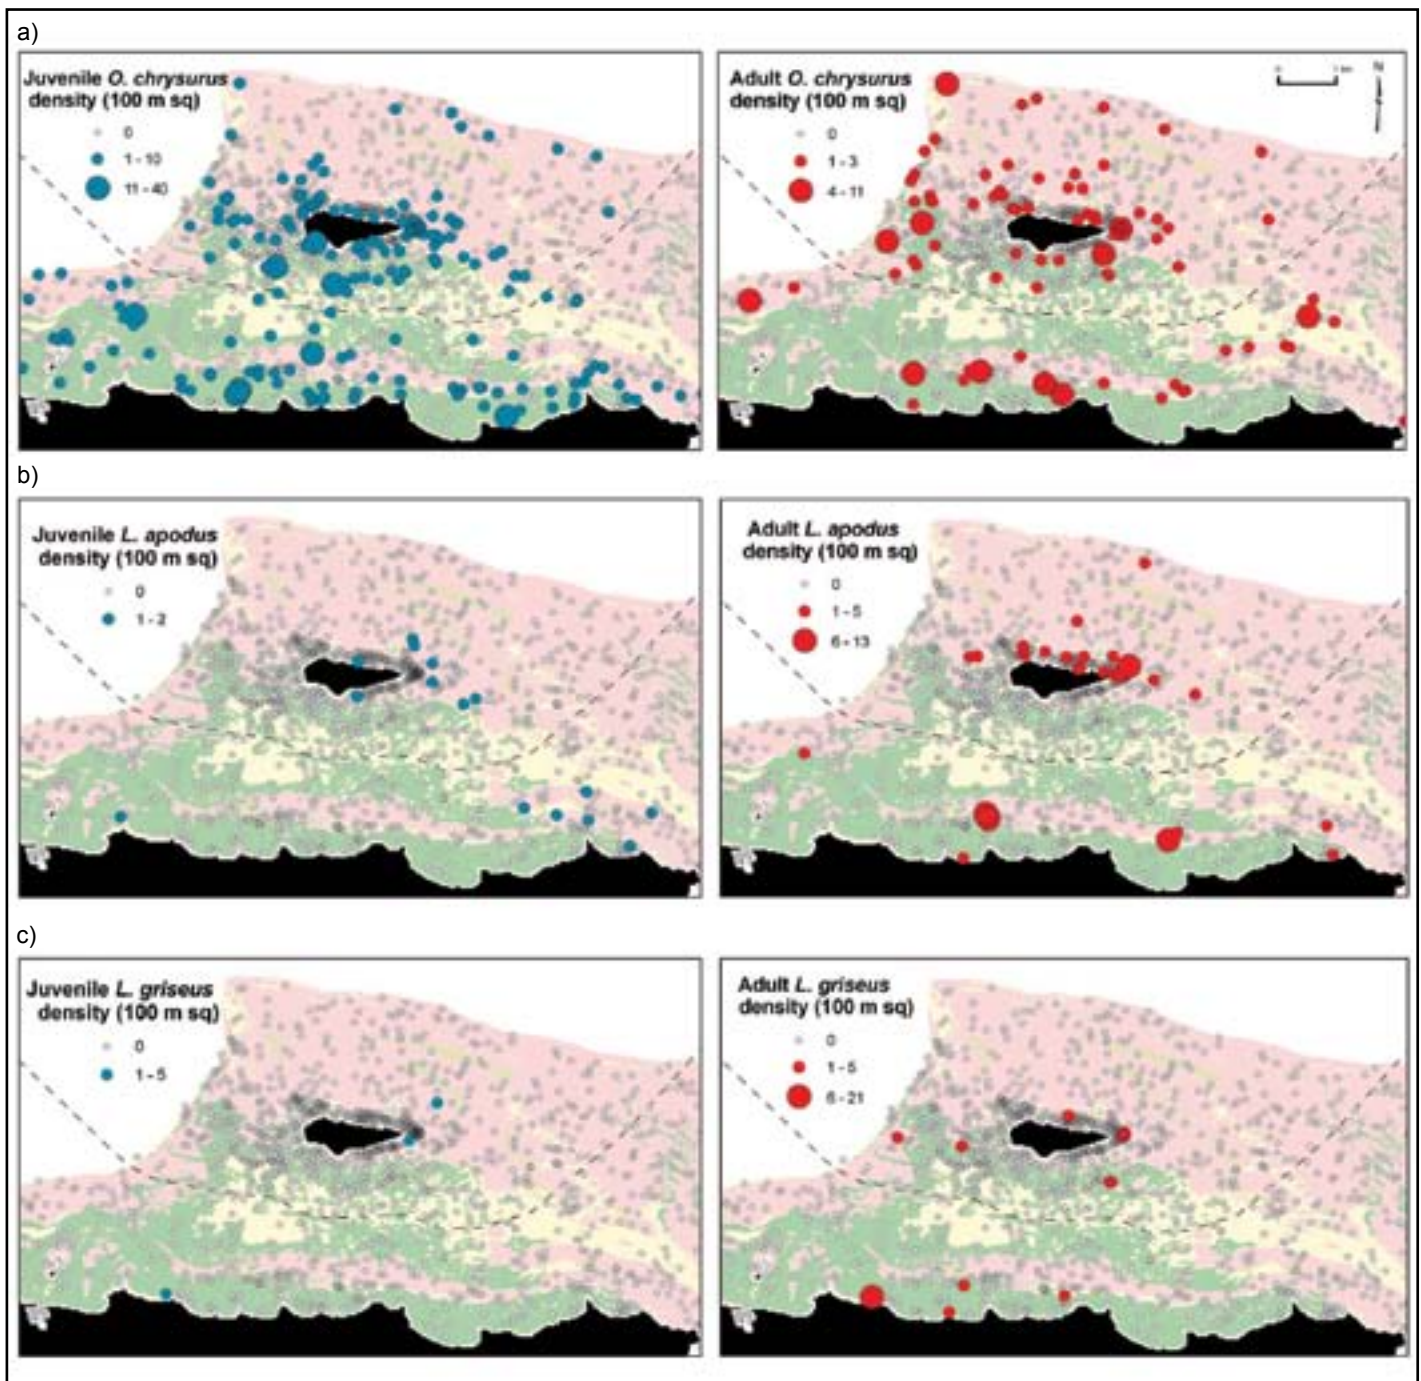 a)
Juvenile O. chrysurus
density (100 m sq)
0
1 - 10
11 - 40
Adult O. chrysurus
density (100 m sq)
0
1 - 3
4 - 11
N
b)
Juvenile L. apodus
density (100 m sq)
0
1 - 2
Adult L. apodus
density (100 m sq)
0
1 - 5
6 - 13
c)
Juvenile L. griseus
density (100 m sq)
0
1 - 5
Adult L. griseus
density (100 m sq)
0
1 - 5
6 - 21